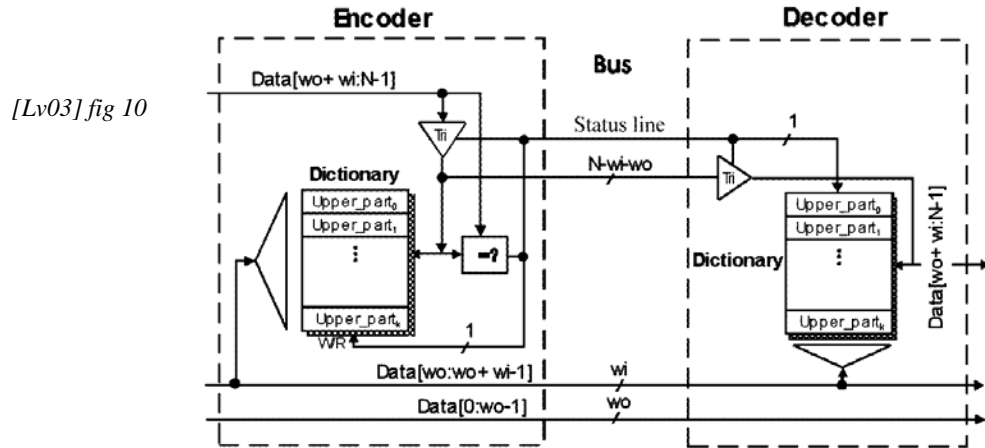 Encoder
Decoder
Bus
[Lv03] fig 10
Data[wo+ wi:N-1]
Tri
Status line
1
N-wi-wo
Tri
Dictionary
Upper_part0
Upper_part1
⋮
Upper_partk
W/R
=?
1
Dictionary
Upper_part0
Upper_part1
⋮
Upper_partk
Data[wo+ wi:N-1]
Data[wo:wo+ wi-1]
wi
Data[0:wo-1]
wo